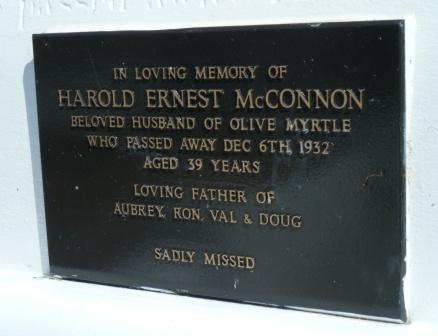 IN LOVING MEMORY OF
HAROLD ERNEST McCONNON
BELOVED HUSBAND OF OLIVE MYRTLE
WHO PASSED AWAY DEC 6TH, 1932
AGED 39 YEARS
LOVING FATHER OF
AUBREY, RON, VAL & DOUG
SADLY MISSED